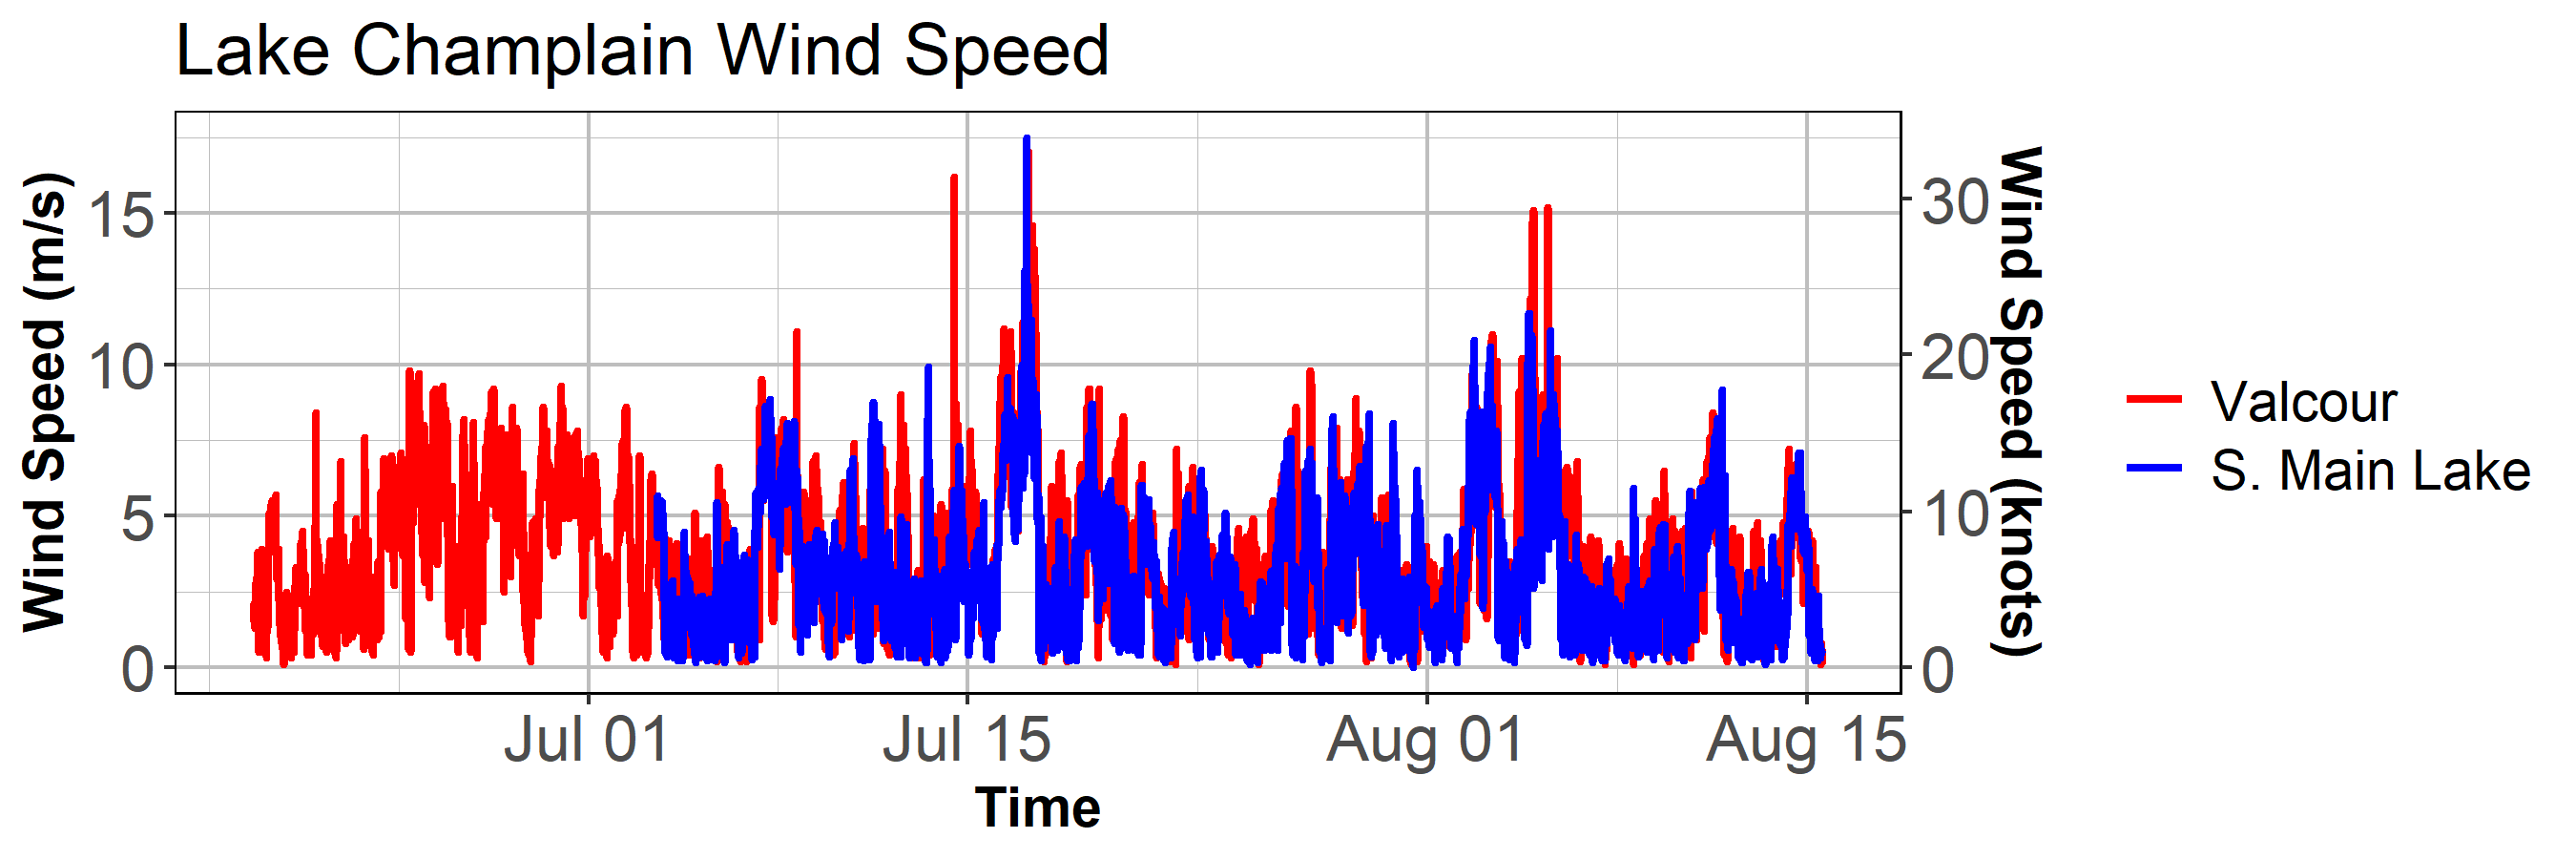 Lake Champlain Wind Speed
Wind Speed (m/s)
15
10
5
0
30
20
10
0
Wind Speed (knots)
Jul 01
Jul 15
Aug 01
Aug 15
Time
Valcour
S. Main Lake